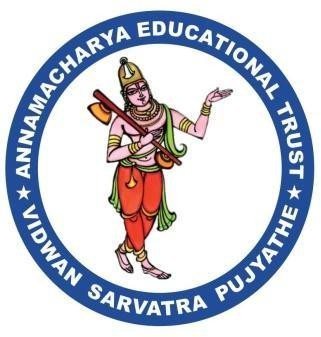 ANNAMACHARYA EDUCATIONAL TRUST
VIDWAN SARVATRA PUJYATHE